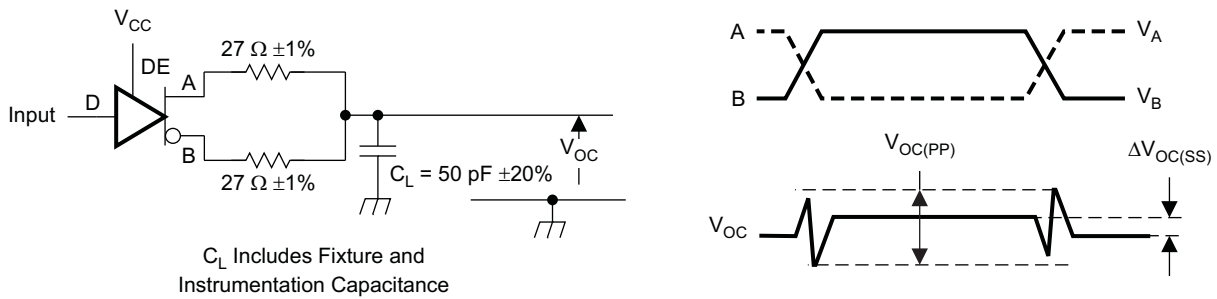 V_CC
27 Ω ±1%
DE
A
Input
D
B
27 Ω ±1%
C_L = 50 pF ±20%
V_OC
C_L Includes Fixture and
Instrumentation Capacitance
A
V_A
B
V_B
V_OC(PP)
ΔV_OC(SS)
V_OC